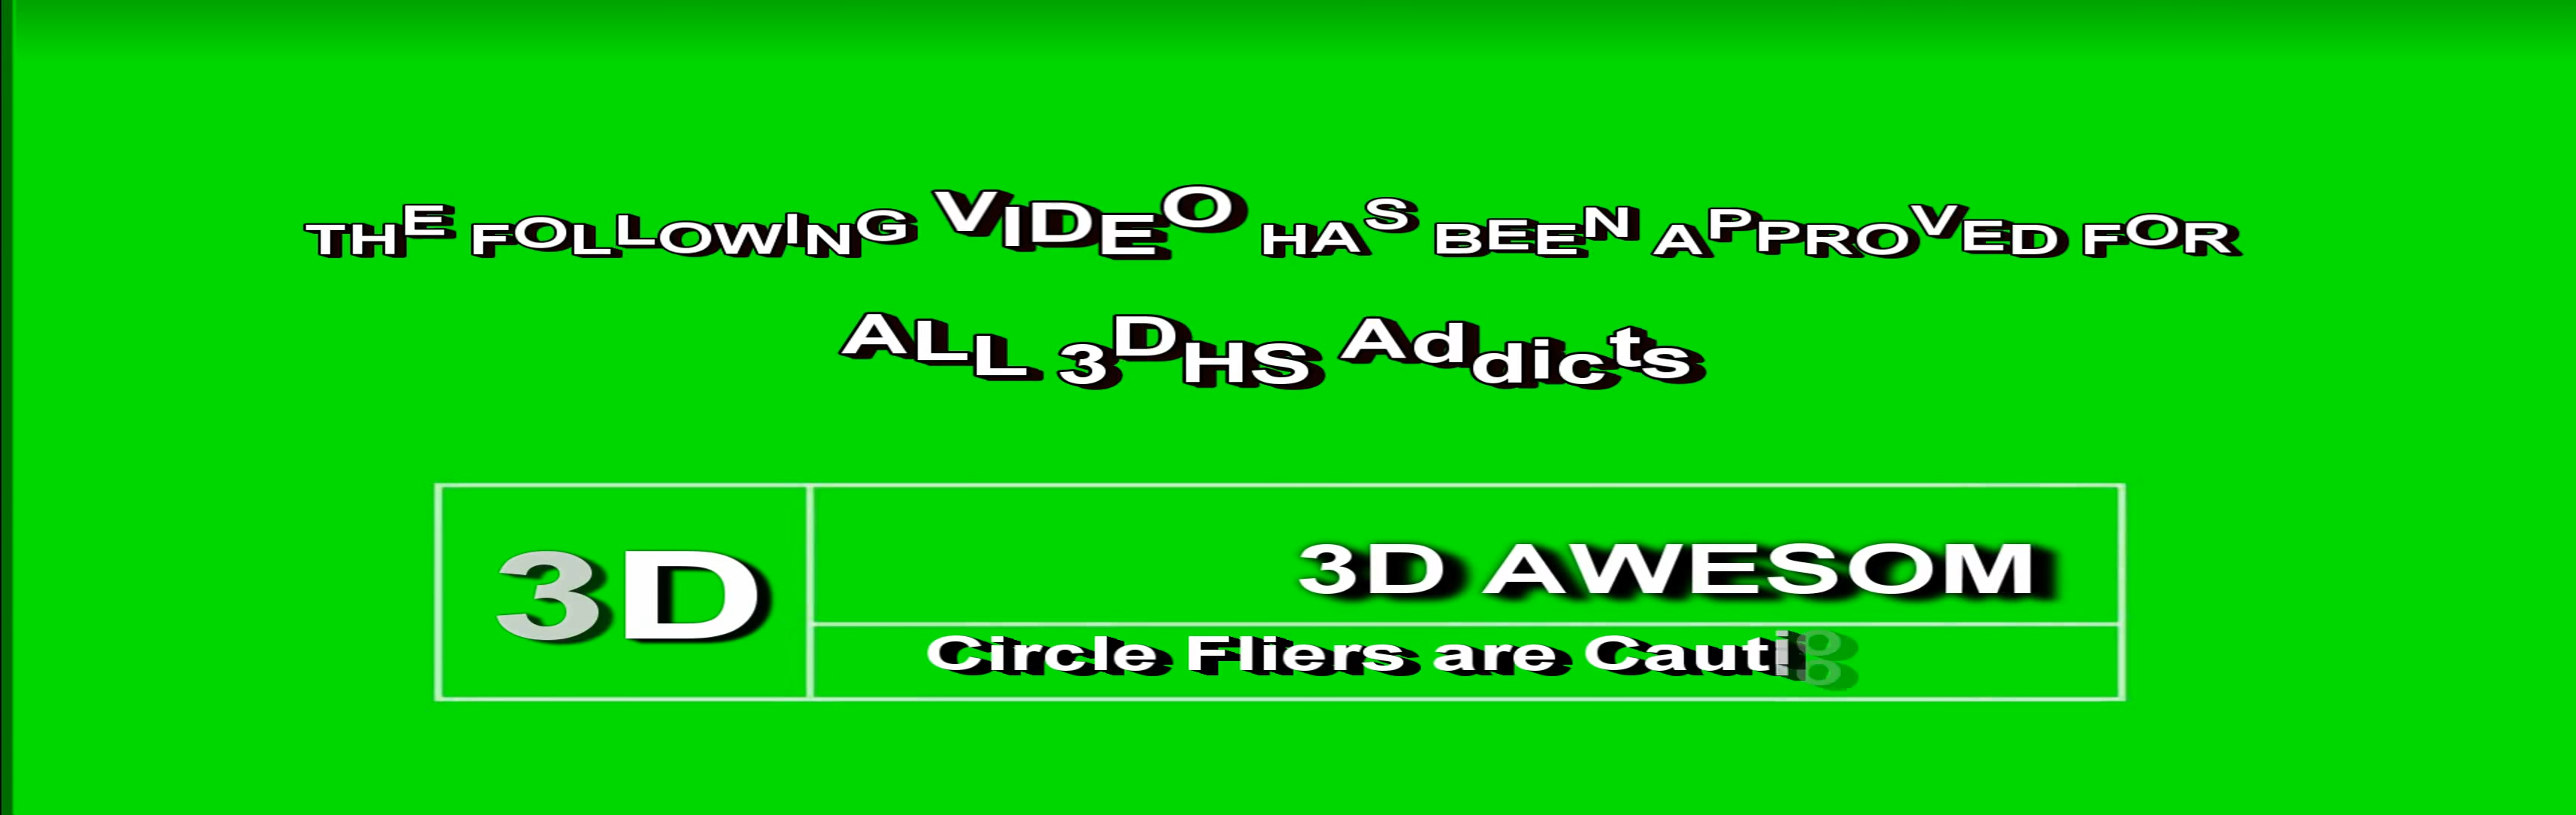 THE FOLLOWING VIDEO HAS BEEN APPROVED FOR
ALL 3DHS Addicts
3D
3D AWESOM
Circle Fliers are Cauti